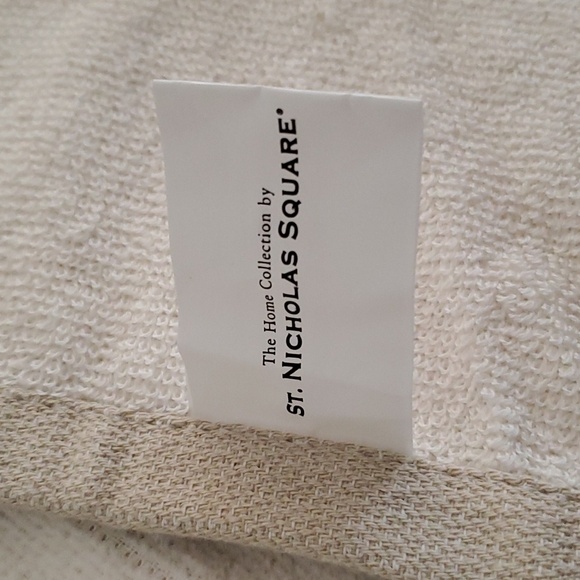 The Home Collection by
ST. NICHOLAS SQUARE®